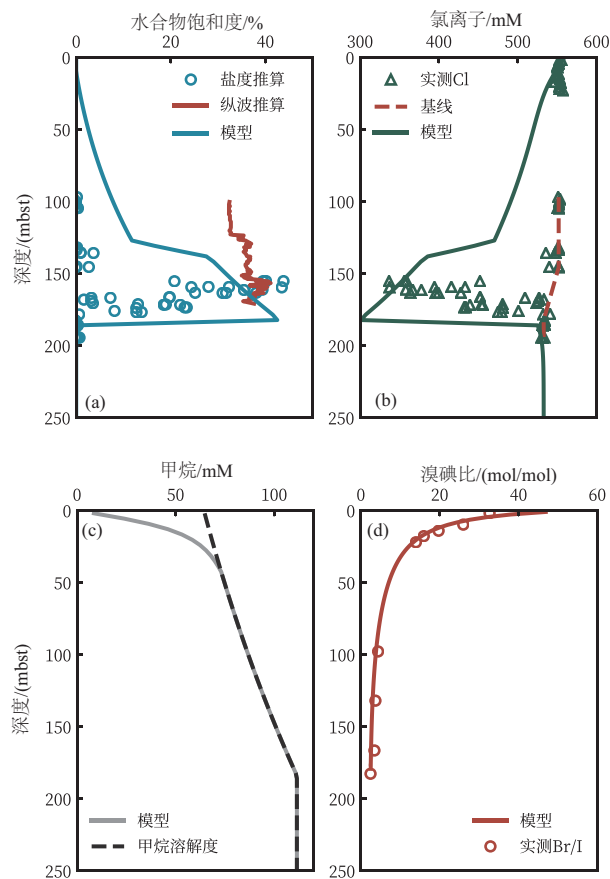 水合物饱和度/%
0 20 40
0
50
100
150
200
250
深度/(mbst)
盐度推算
纵波推算
模型
(a)
氯离子/mM
300 400 500 600
实测Cl
基线
模型
(b)
甲烷/mM
0 50 100
0
50
100
150
200
250
深度/(mbst)
(c)
模型
甲烷溶解度
溴碘比/(mol/mol)
0 20 40 60
(d)
模型
实测Br/I